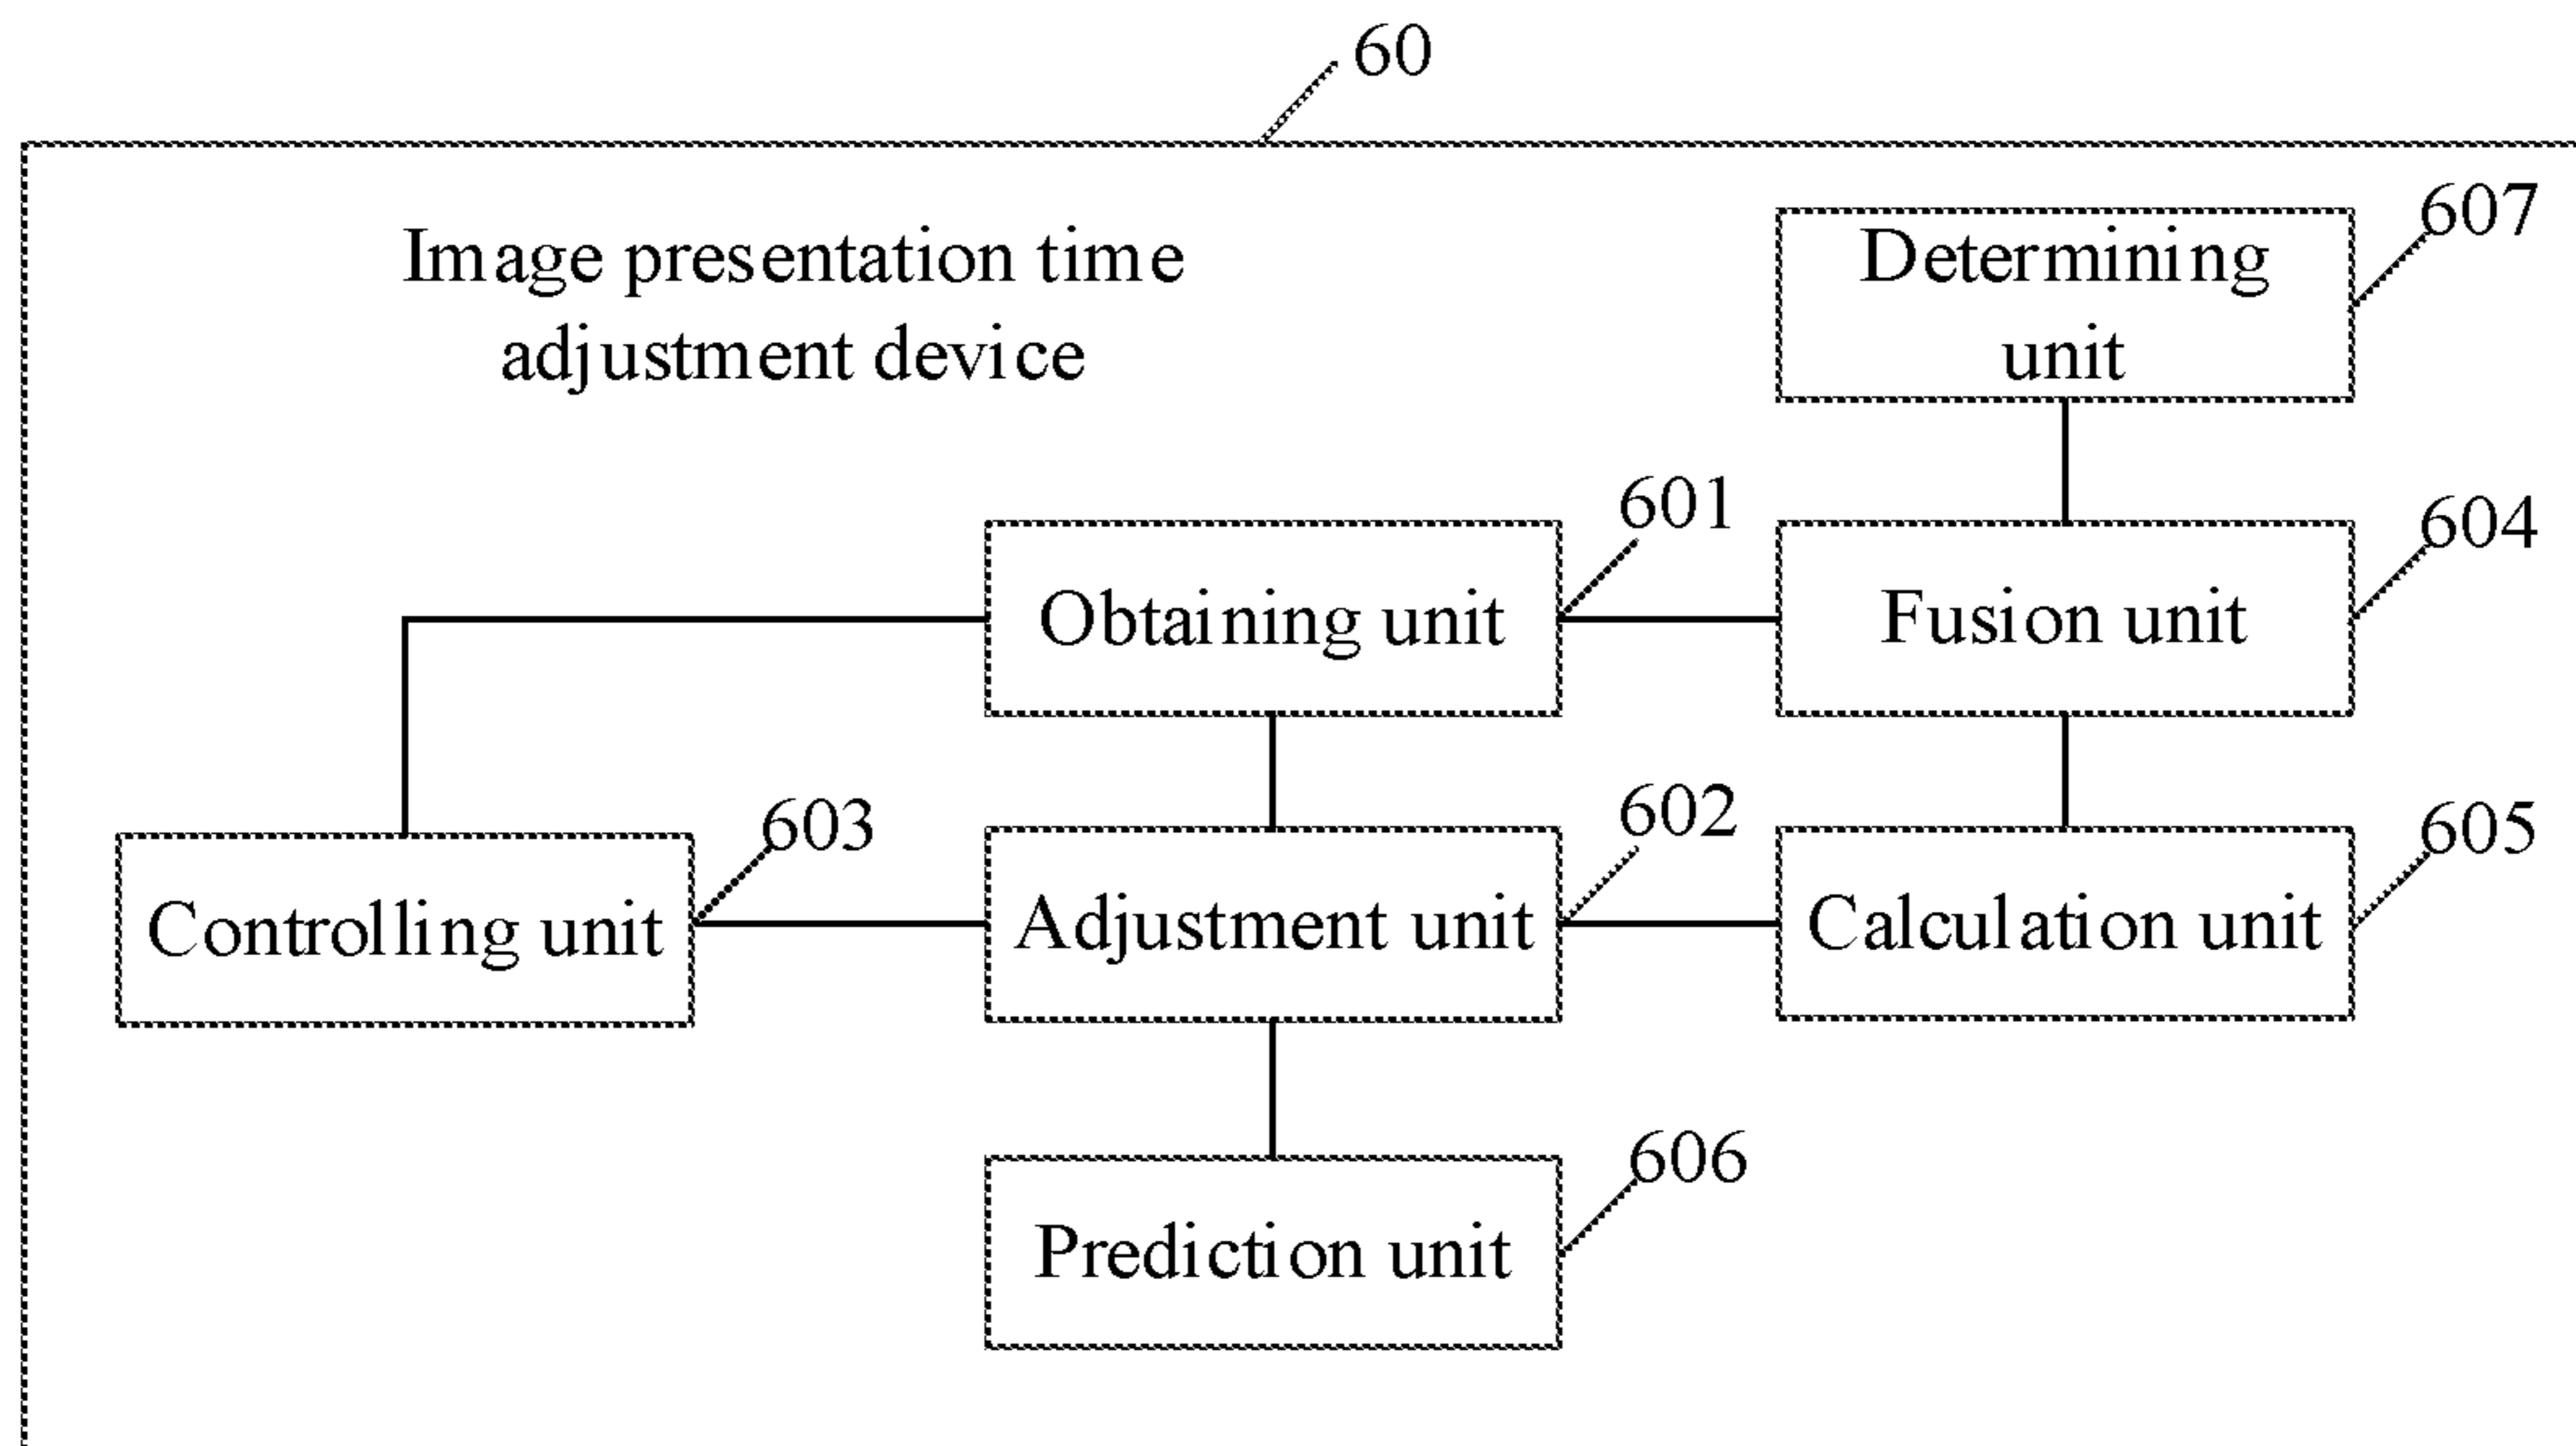 60
Image presentation time
adjustment device
607
Determining
unit
601
604
Obtaining unit
Fusion unit
603
602
605
Controlling unit
Adjustment unit
Calculation unit
606
Prediction unit